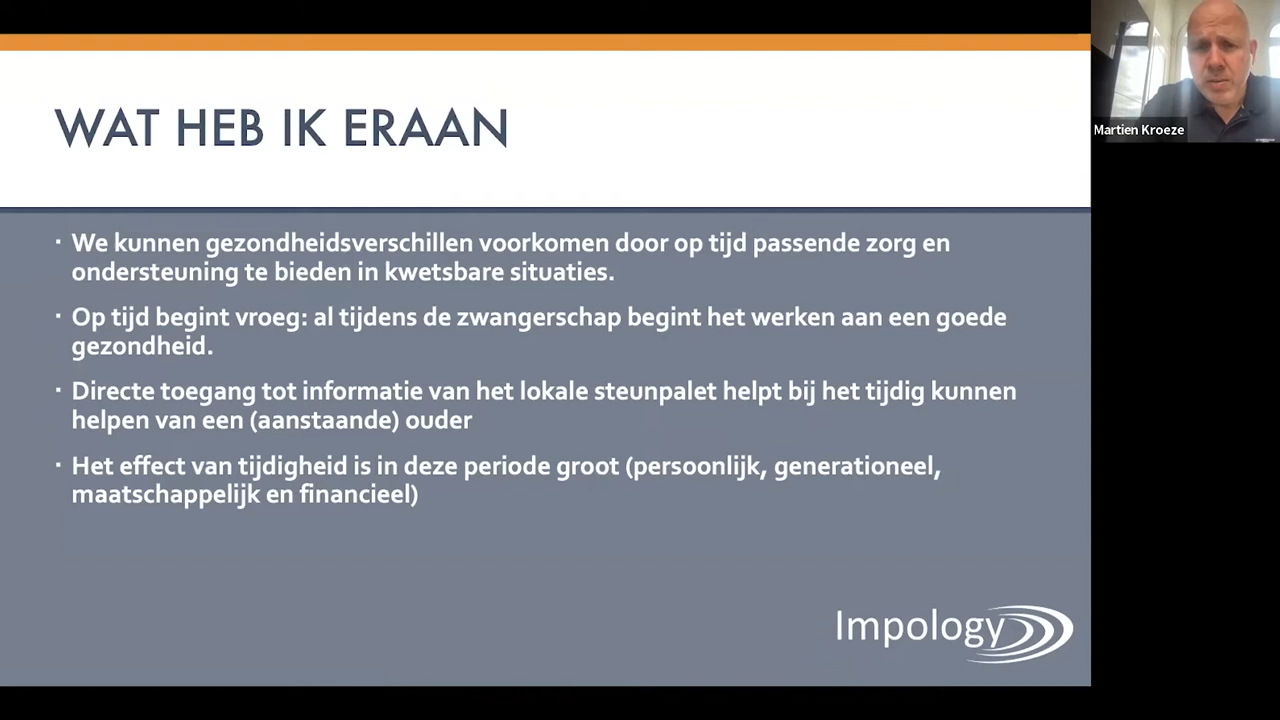 WAT HEB IK ERAAN
Martien Kroeze
· We kunnen gezondheidsverschillen voorkomen door op tijd passende zorg en
ondersteuning te bieden in kwetsbare situaties.
· Op tijd begint vroeg: al tijdens de zwangerschap begint het werken aan een goede
gezondheid.
· Directe toegang tot informatie van het lokale steunpalet helpt bij het tijdig kunnen
helpen van een (aanstaande) ouder
· Het effect van tijdigheid is in deze periode groot (persoonlijk, generationeel,
maatschappelijk en financieel)
Impology